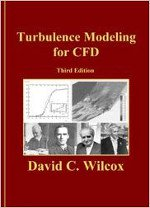 Turbulence Modeling
for CFD
Third Edition
David C. Wilcox